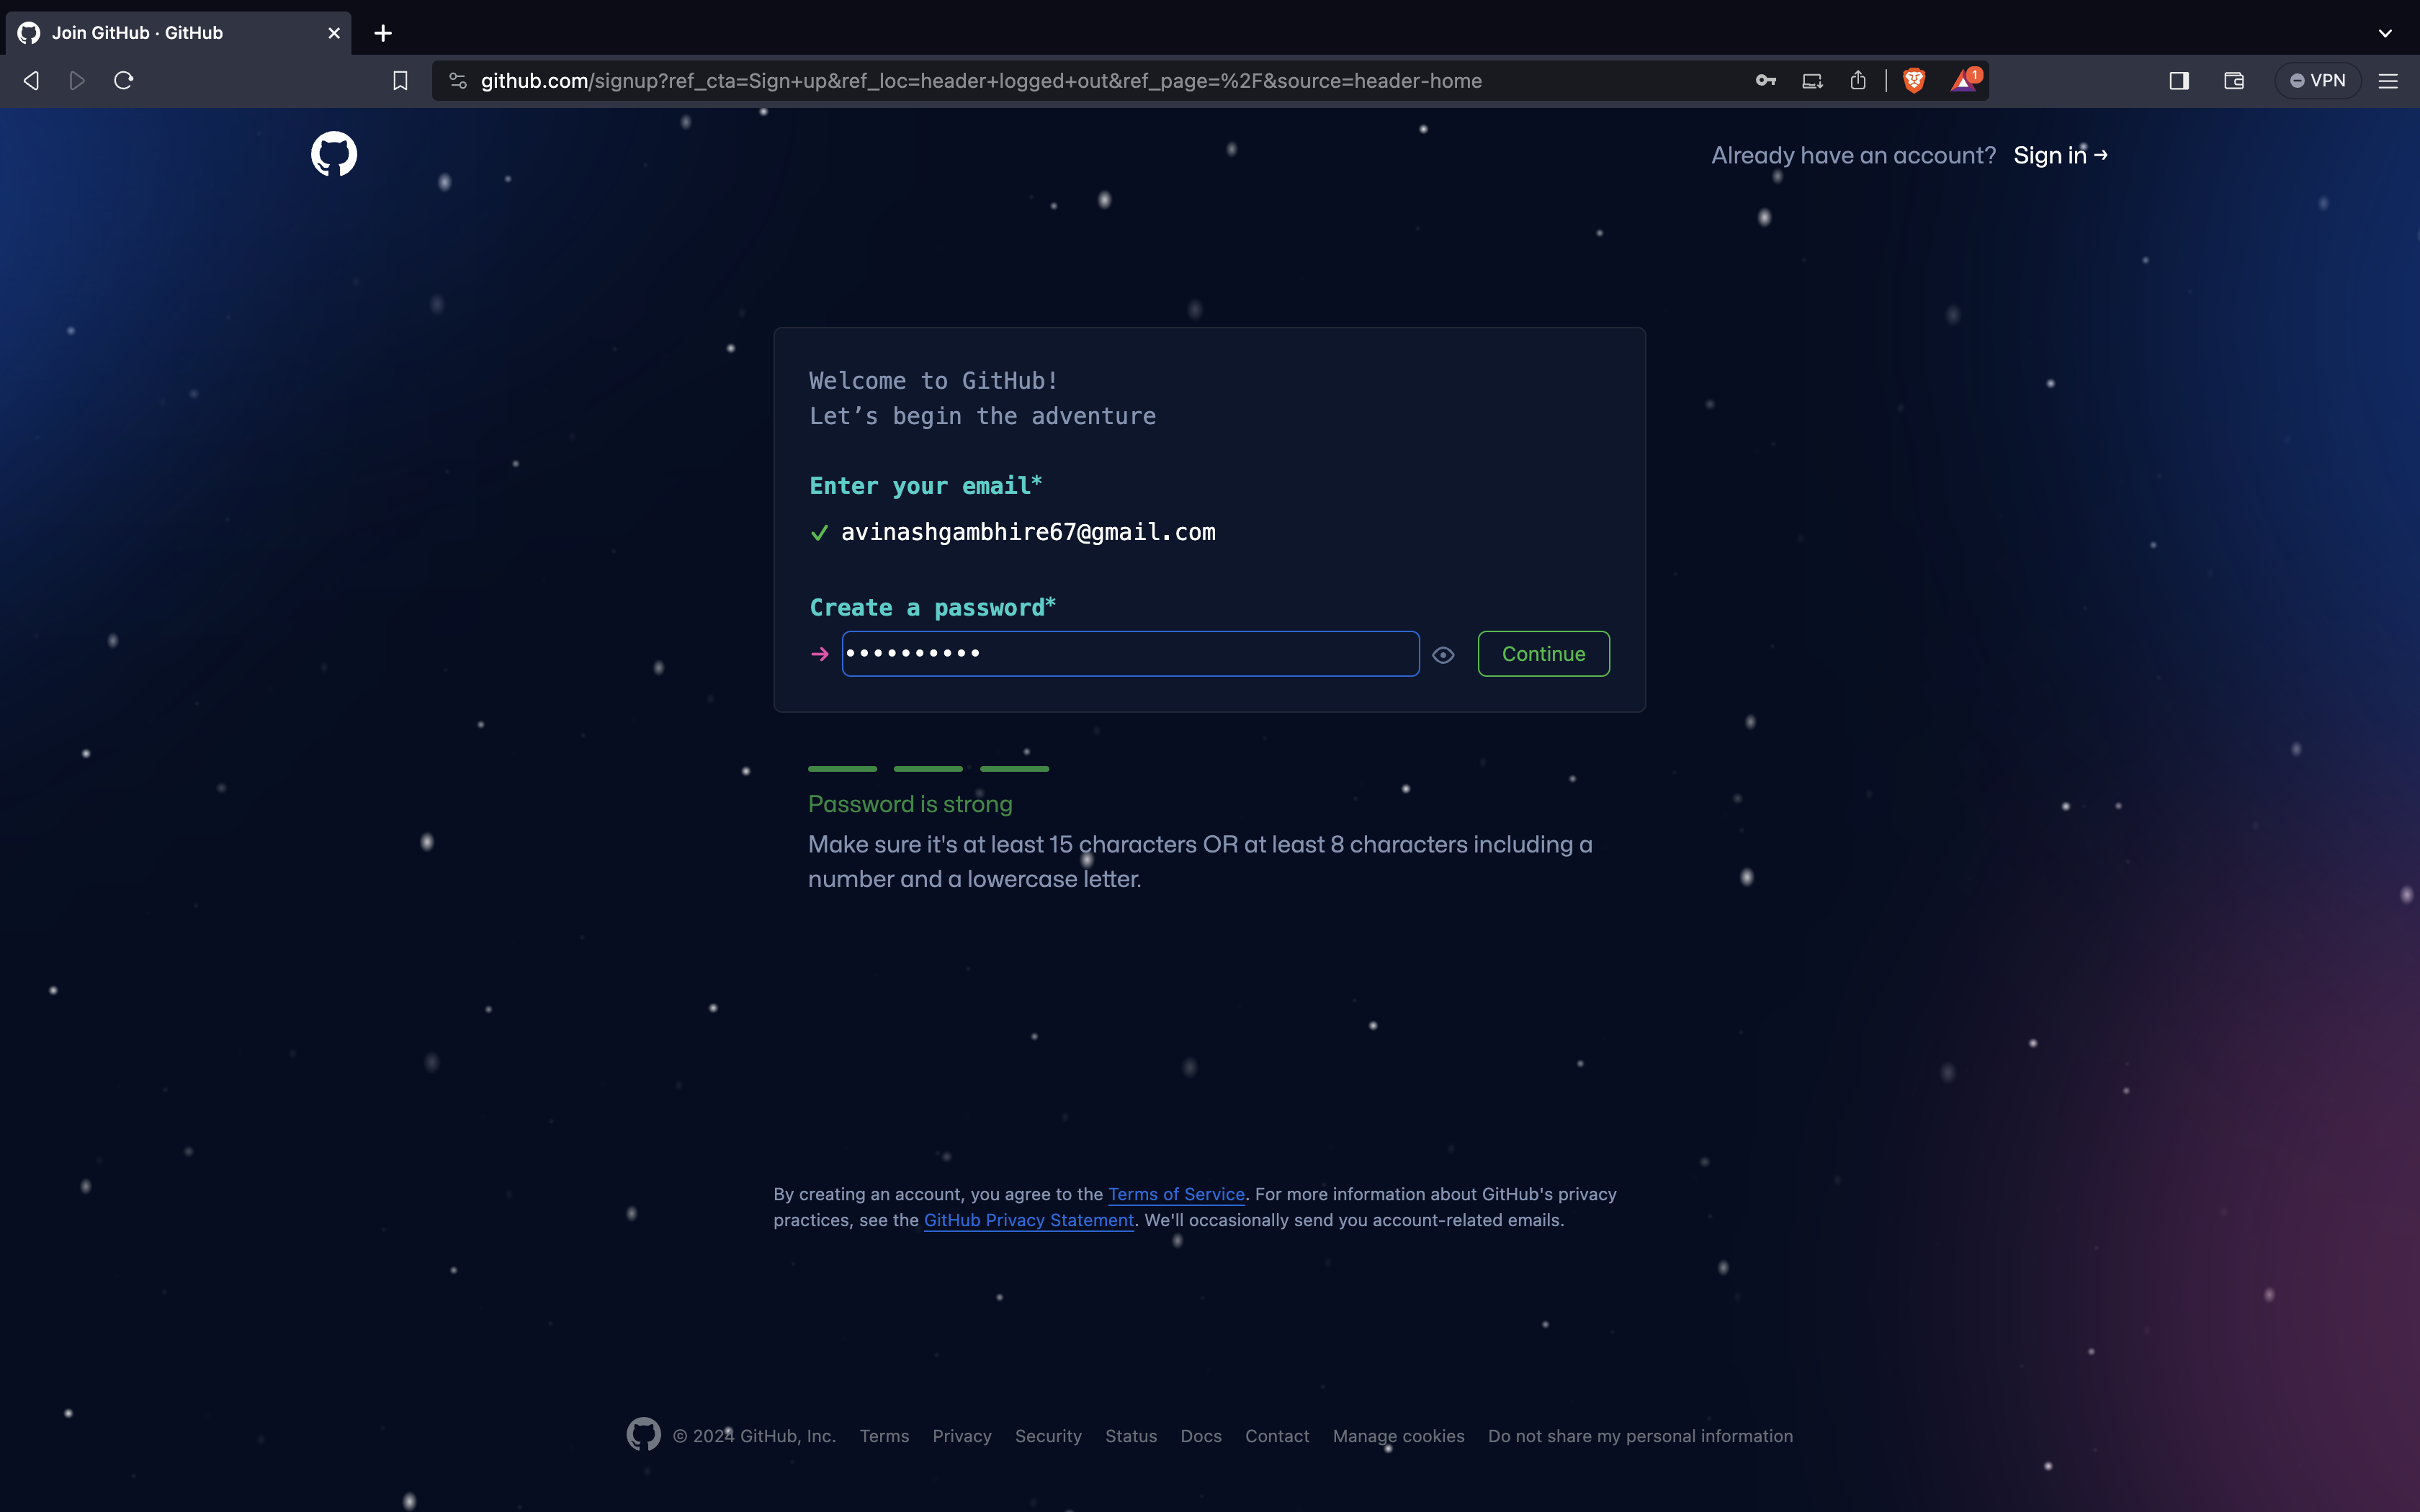 Join GitHub · GitHub
github.com/signup?ref_cta=Sign+up&ref_loc=header+logged+out&ref_page=%2F&source=header-home
1
VPN
Already have an account? Sign in →
Welcome to GitHub!
Let’s begin the adventure
Enter your email*
avinashgambhire67@gmail.com
Create a password*
••••••••••
Continue
Password is strong
Make sure it's at least 15 characters OR at least 8 characters including a
number and a lowercase letter.
By creating an account, you agree to the Terms of Service. For more information about GitHub's privacy
practices, see the GitHub Privacy Statement. We'll occasionally send you account-related emails.
© 2024 GitHub, Inc. Terms Privacy Security Status Docs Contact Manage cookies Do not share my personal information